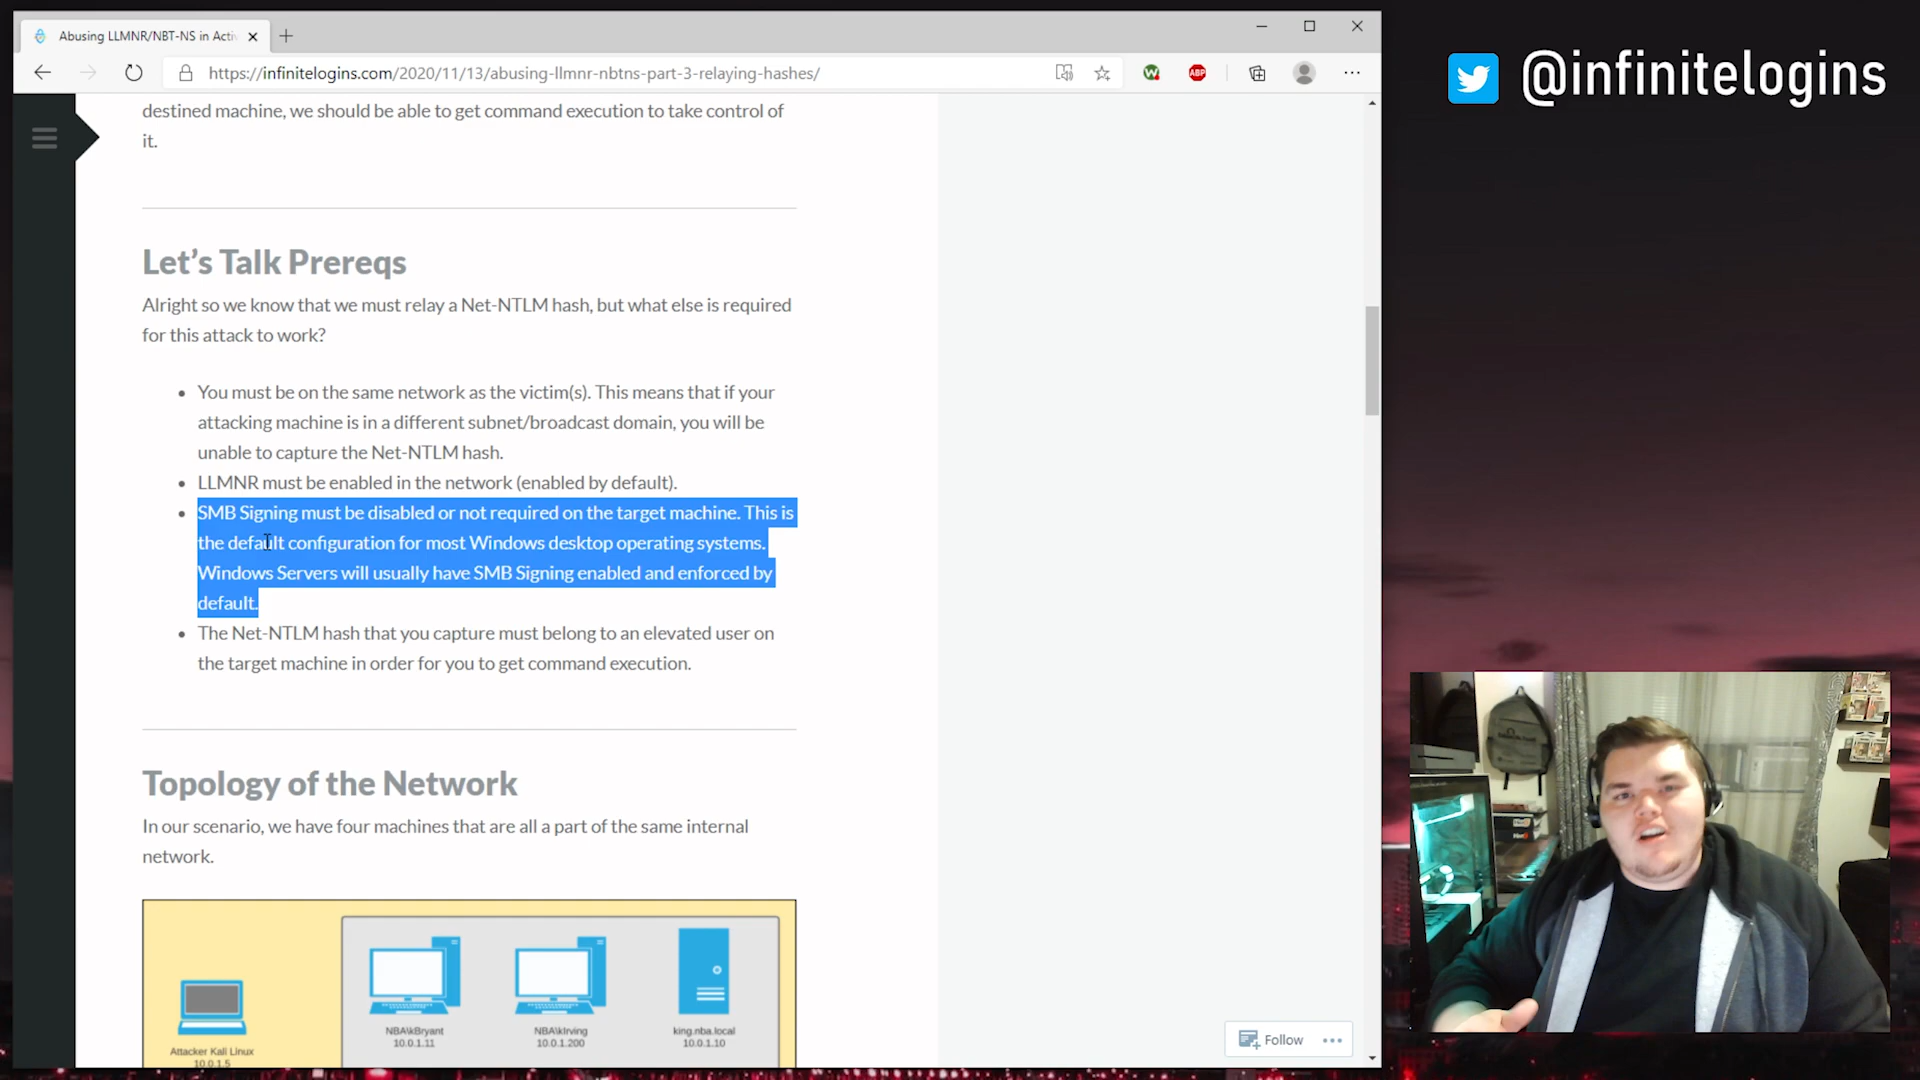 Abusing LLMNR/NBT-NS in Acti
https://infinitelogins.com/2020/11/13/abusing-llmnr-nbtns-part-3-relaying-hashes/
W
ABP
@infinitelogins
destined machine, we should be able to get command execution to take control of
it.
Let's Talk Prereqs
Alright so we know that we must relay a Net-NTLM hash, but what else is required
for this attack to work?
• You must be on the same network as the victim(s). This means that if your
attacking machine is in a different subnet/broadcast domain, you will be
unable to capture the Net-NTLM hash.
• LLMNR must be enabled in the network (enabled by default).
• SMB Signing must be disabled or not required on the target machine. This is
the default configuration for most Windows desktop operating systems.
Windows Servers will usually have SMB Signing enabled and enforced by
default.
• The Net-NTLM hash that you capture must belong to an elevated user on
the target machine in order for you to get command execution.
Topology of the Network
In our scenario, we have four machines that are all a part of the same internal
network.
NBA\kBryant
10.0.1.11
NBA\kIrving
10.0.1.200
king.nba.local
10.0.1.10
Attacker Kali Linux
10.0.1.5
Follow